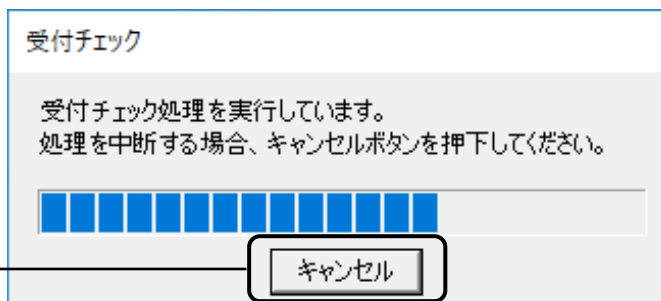 受付チェック
受付チェック処理を実行しています。
処理を中断する場合、キャンセルボタンを押下してください。
キャンセル